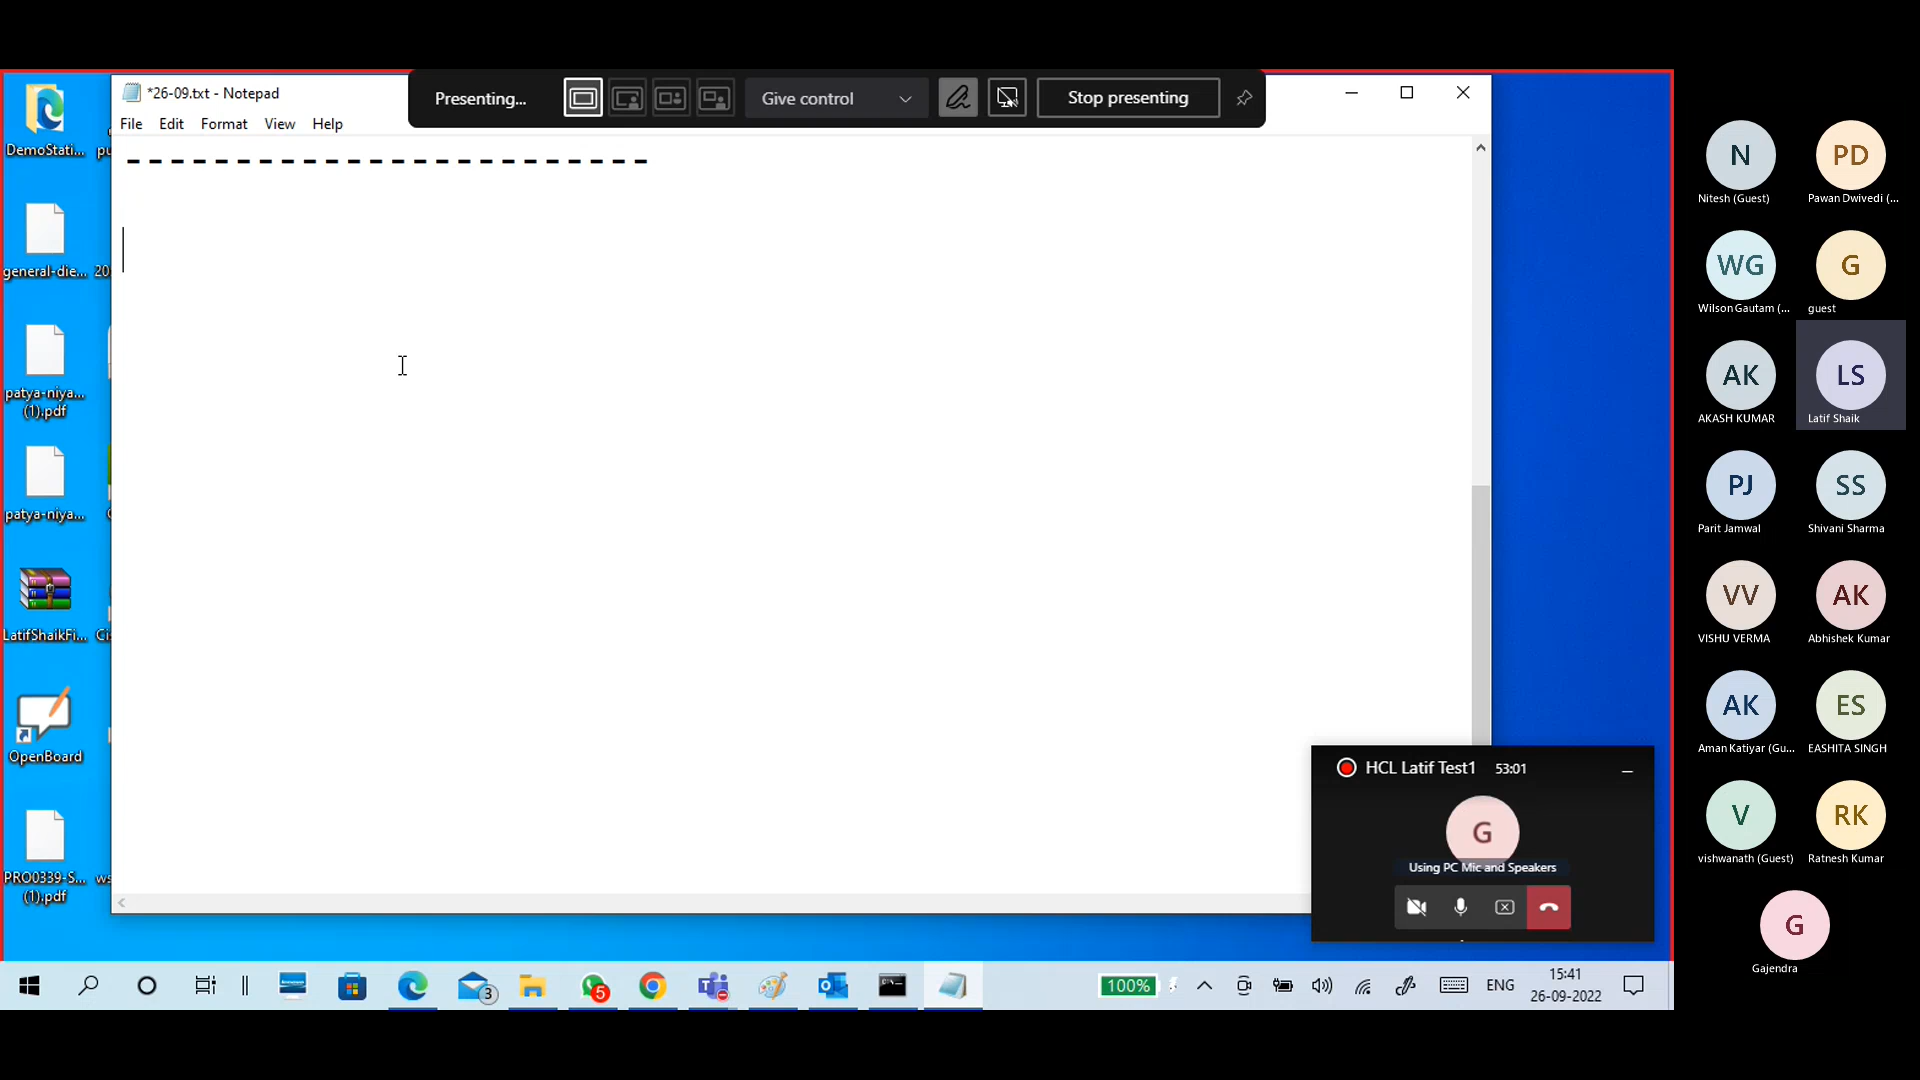 *26-09.txt - Notepad
Presenting...
Give control
Stop presenting
File Edit Format View Help
------------------------
DemoStati...
general-die...
20
patya-niya...
(1).pdf
patya-niya...
LatifShaikFi...
OpenBoard
PRO0339-S...
(1).pdf
HCL Latif Test1 53:01
G
Using PC Mic and Speakers
3
5
100%
ENG
15:41
26-09-2022
N
Nitesh (Guest)
PD
Pawan Dwivedi (...
WG
Wilson Gautam (...
G
guest
AK
AKASH KUMAR
LS
Latif Shaik
PJ
Parit Jamwal
SS
Shivani Sharma
VV
VISHU VERMA
AK
Abhishek Kumar
AK
Aman Katiyar (Gu...
ES
EASHITA SINGH
V
vishwanath (Guest)
RK
Ratnesh Kumar
G
Gajendra